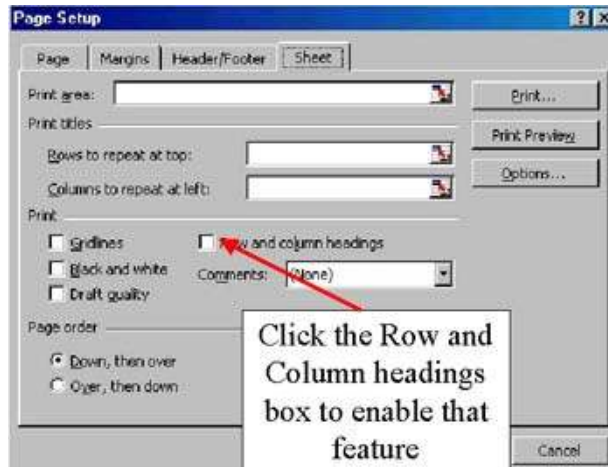 Page Setup
Page Margins Header/Footer Sheet
Print area:
Print...
Print titles
Print Preview
Rows to repeat at top:
Options...
Columns to repeat at left:
Print
Gridlines
Row and column headings
Black and white
Comments: (None)
Draft quality
Page order
Down, then over
Over, then down
Click the Row and
Column headings
box to enable that
feature
Cancel